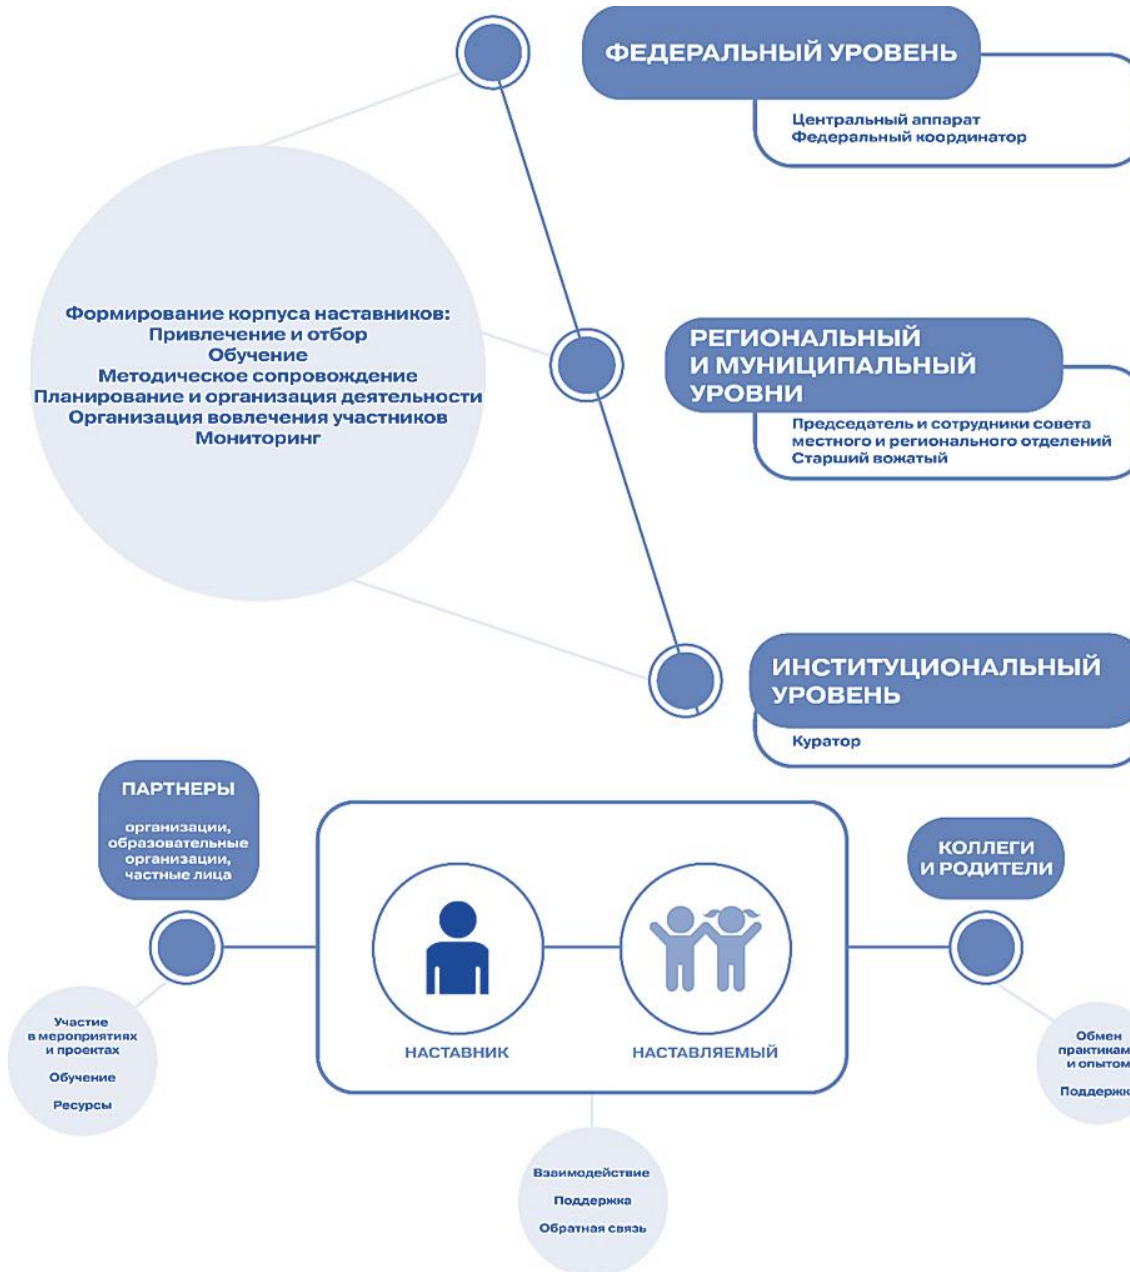 ФЕДЕРАЛЬНЫЙ УРОВЕНЬ
Центральный аппарат
Федеральный координатор
Формирование корпуса наставников:
Привлечение и отбор
Обучение
Методическое сопровождение
Планирование и организация деятельности
Организация вовлечения участников
Мониторинг
РЕГИОНАЛЬНЫЙ
И МУНИЦИПАЛЬНЫЙ
УРОВНИ
Председатель и сотрудники совета
местного и регионального отделений
Старший вожатый
ИНСТИТУЦИОНАЛЬНЫЙ
УРОВЕНЬ
Куратор
ПАРТНЕРЫ
организации,
образовательные
организации,
частные лица
КОЛЛЕГИ
И РОДИТЕЛИ
НАСТАВНИК
НАСТАВЛЯЕМЫЙ
Участие
в мероприятиях
и проектах
Обучение
Ресурсы
Обмен
практикам
и опытом
Поддержк
Взаимодействие
Поддержка
Обратная связь